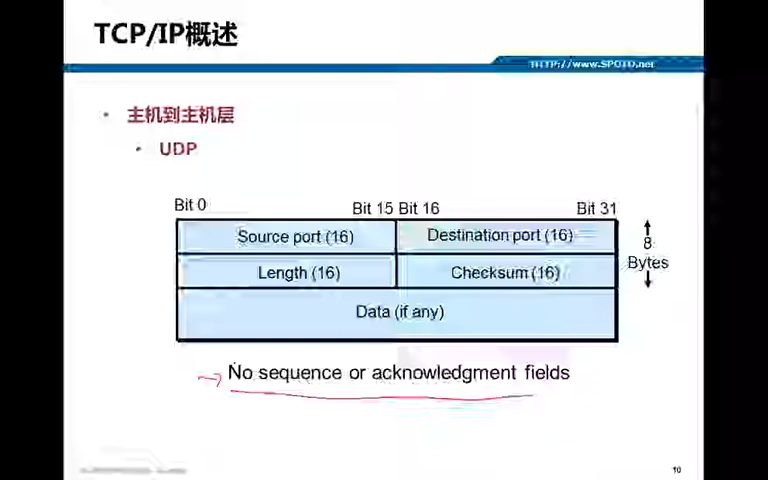 TCP/IP概述
HTTP://www.SPOTO.net
• 主机到主机层
• UDP
Bit 0 Bit 15 Bit 16 Bit 31
Source port (16) Destination port (16)
8
Bytes
Length (16) Checksum (16)
Data (if any)
No sequence or acknowledgment fields
10